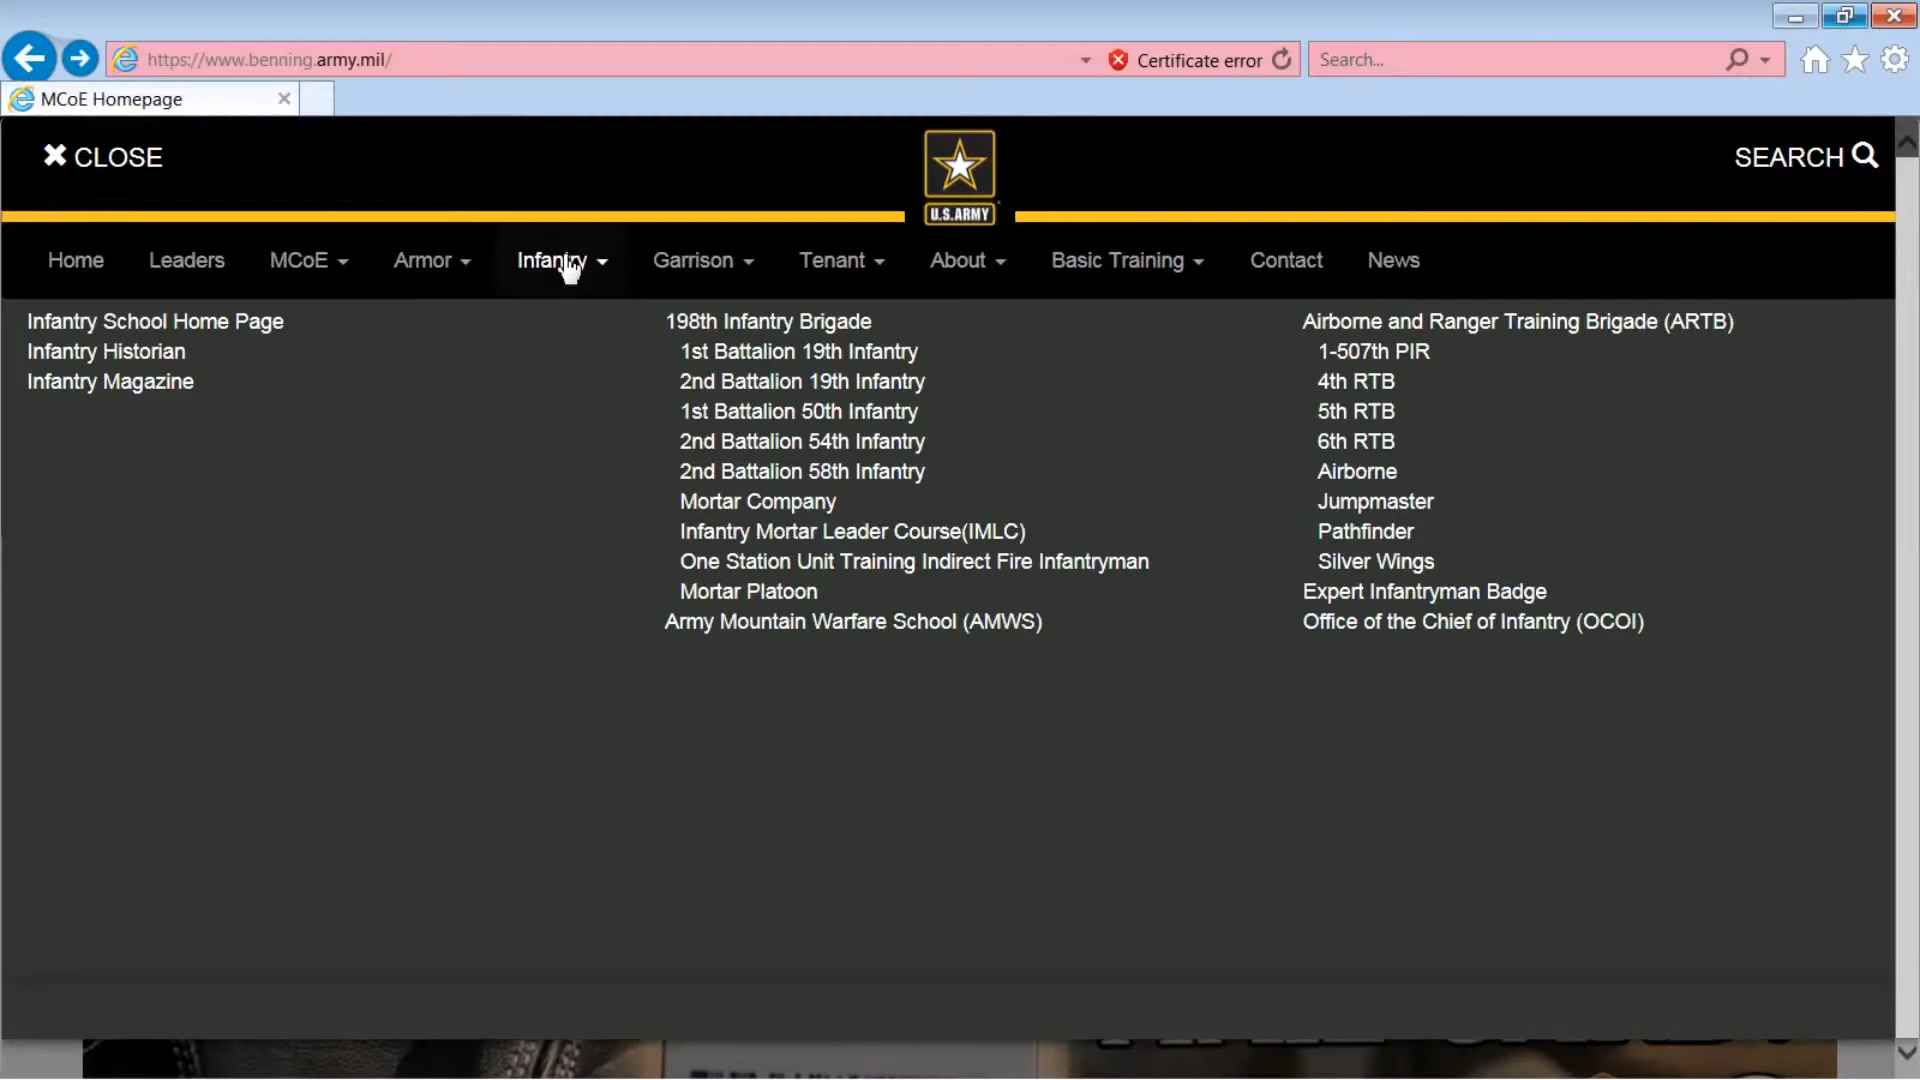 https://www.benning.army.mil/
Certificate error
Search...
MCoE Homepage
CLOSE
U.S.ARMY
SEARCH
Home Leaders MCoE Armor Infantry Garrison Tenant About Basic Training Contact News
Infantry School Home Page
Infantry Historian
Infantry Magazine
198th Infantry Brigade
1st Battalion 19th Infantry
2nd Battalion 19th Infantry
1st Battalion 50th Infantry
2nd Battalion 54th Infantry
2nd Battalion 58th Infantry
Mortar Company
Infantry Mortar Leader Course(IMLC)
One Station Unit Training Indirect Fire Infantryman
Mortar Platoon
Army Mountain Warfare School (AMWS)
Airborne and Ranger Training Brigade (ARTB)
1-507th PIR
4th RTB
5th RTB
6th RTB
Airborne
Jumpmaster
Pathfinder
Silver Wings
Expert Infantryman Badge
Office of the Chief of Infantry (OCOI)